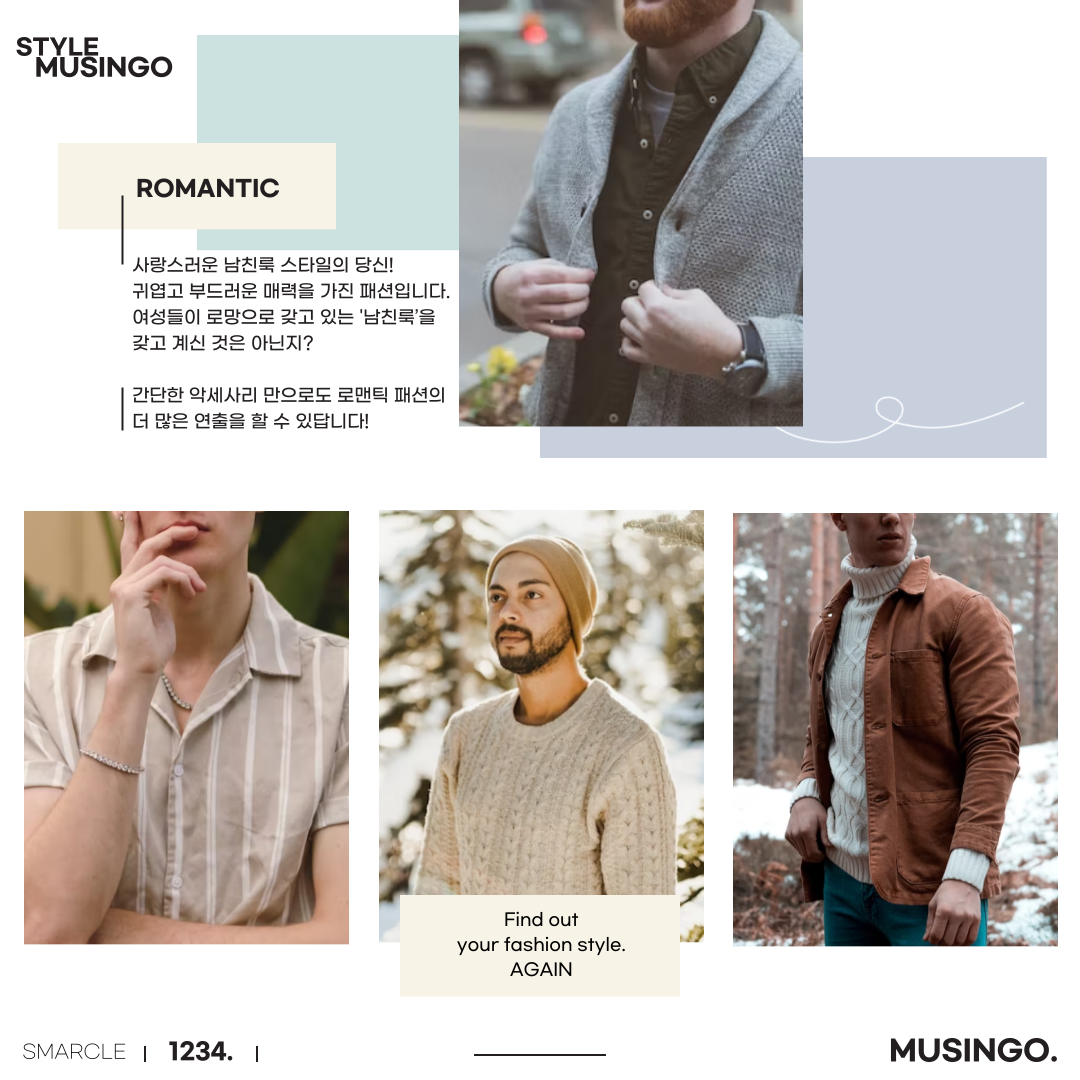 STYLE
MUSINGO
ROMANTIC
사랑스러운 남친룩 스타일의 당신!
귀엽고 부드러운 매력을 가진 패션입니다.
여성들이 로망으로 갖고 있는 '남친룩'을
갖고 계신 것은 아닌지?
간단한 악세사리 만으로도 로맨틱 패션의
더 많은 연출을 할 수 있답니다!
Find out
your fashion style.
AGAIN
SMARCLE | 1234. |
MUSINGO.